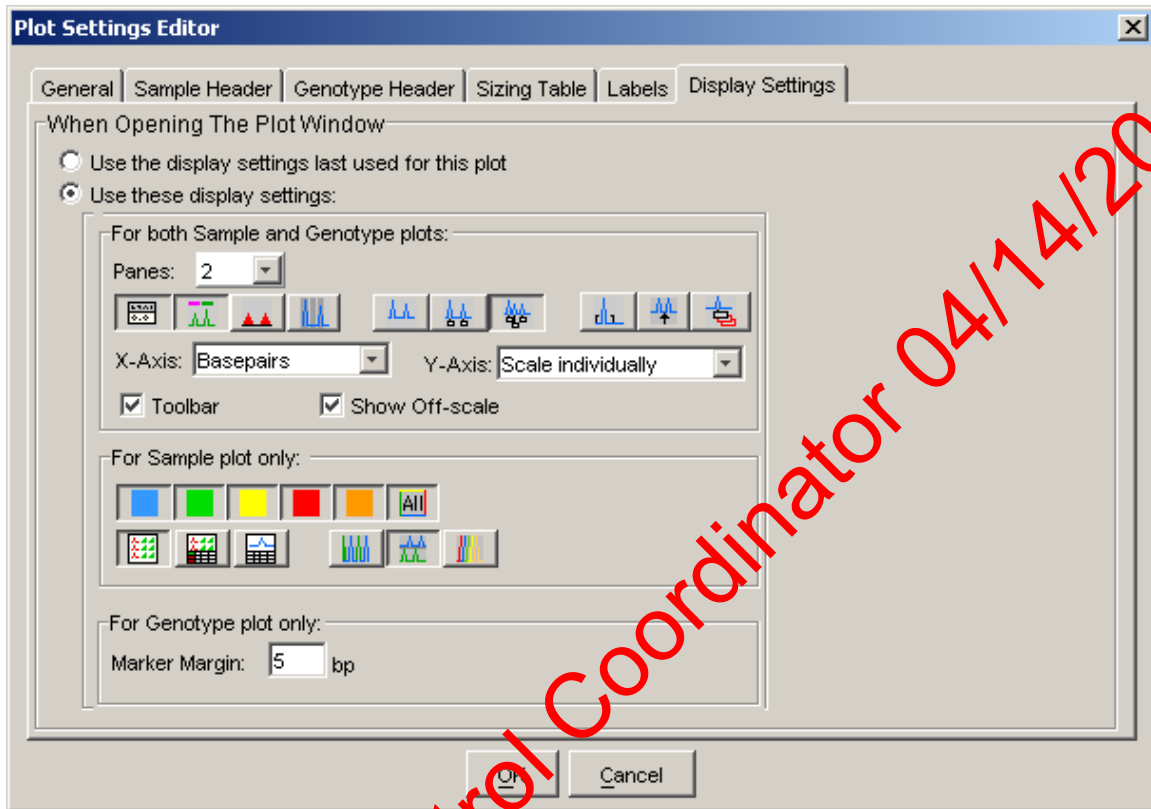 Plot Settings Editor
General Sample Header Genotype Header Sizing Table Labels Display Settings
When Opening The Plot Window
Use the display settings last used for this plot
Use these display settings:
For both Sample and Genotype plots:
Panes: 2
X-Axis: Basepairs Y-Axis: Scale individually
Toolbar Show Off-scale
For Sample plot only:
All
For Genotype plot only:
Marker Margin: 5 bp
OK Cancel
Coordinator 04/14/20